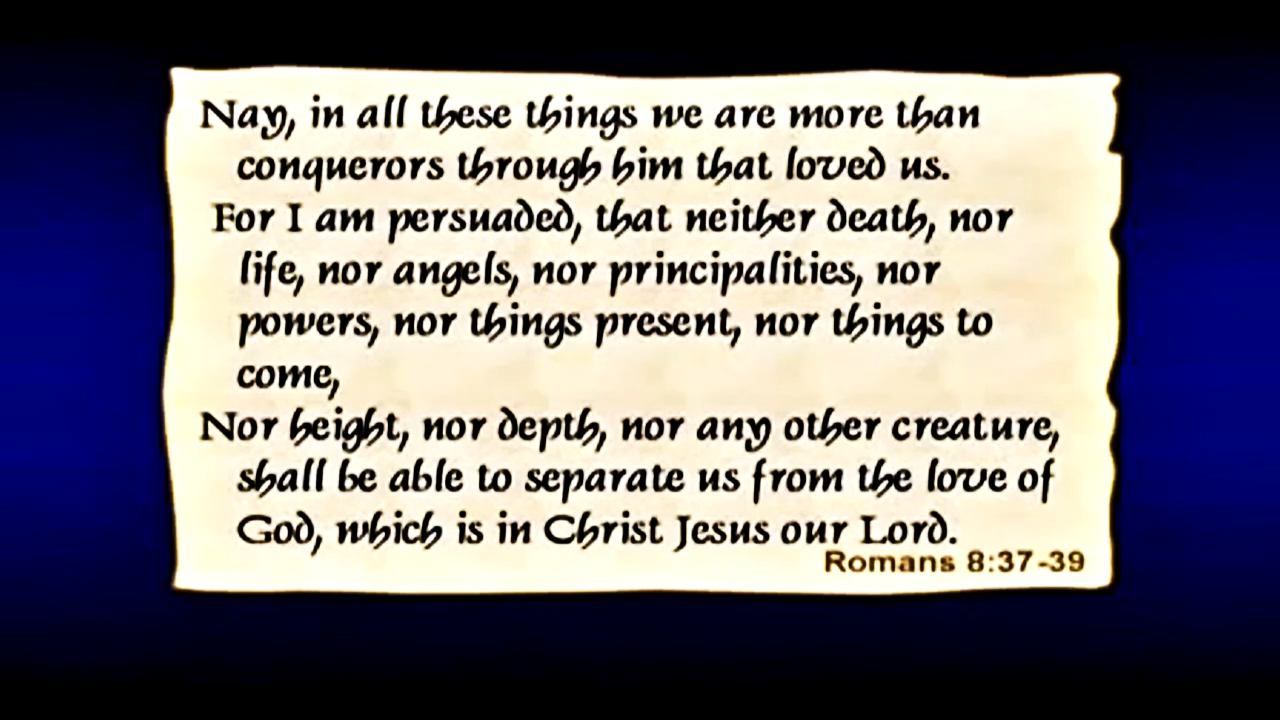 Nay, in all these things we are more than
conquerors through him that loved us.
For I am persuaded, that neither death, nor
life, nor angels, nor principalities, nor
powers, nor things present, nor things to
come,
Nor height, nor depth, nor any other creature,
shall be able to separate us from the love of
God, which is in Christ Jesus our Lord.
Romans 8:37-39